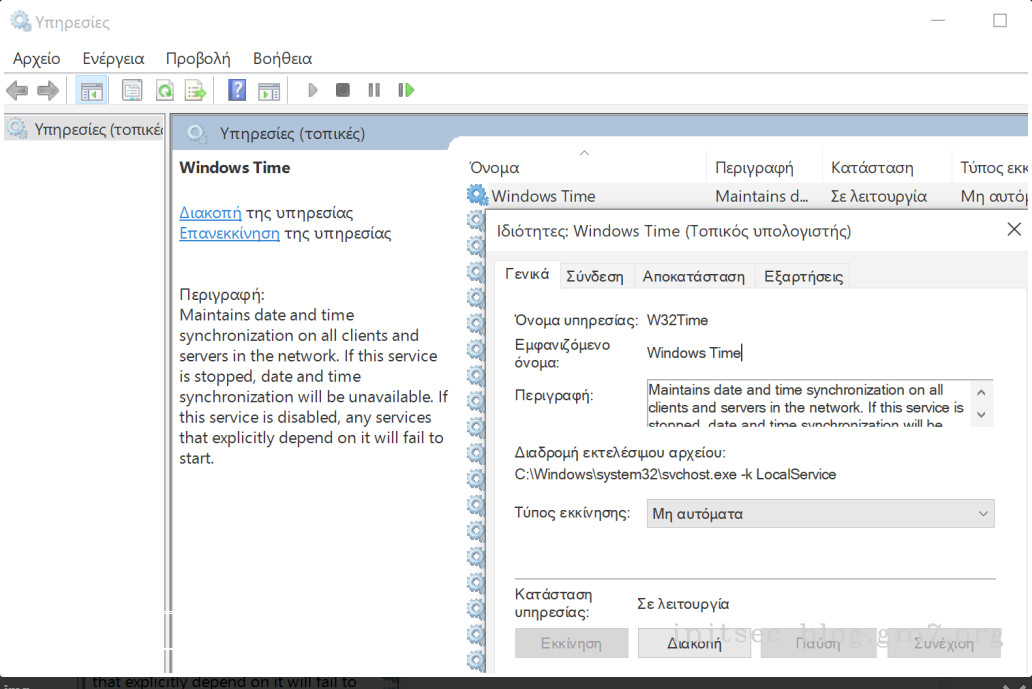 Υπηρεσίες
Αρχείο Ενέργεια Προβολή Βοήθεια
Υπηρεσίες (τοπικέ
Υπηρεσίες (τοπικές)
Windows Time
Διακοπή της υπηρεσίας
Επανεκκίνηση της υπηρεσίας
Περιγραφή:
Maintains date and time
synchronization on all clients and
servers in the network. If this service
is stopped, date and time
synchronization will be unavailable. If
this service is disabled, any services
that explicitly depend on it will fail to
start.
Όνομα Περιγραφή Κατάσταση Τύπος εκκ
Windows Time Maintains d... Σε λειτουργία Μη αυτόμ
Ιδιότητες: Windows Time (Τοπικός υπολογιστής)
Γενικά Σύνδεση Αποκατάσταση Εξαρτήσεις
Όνομα υπηρεσίας: W32Time
Εμφανιζόμενο
όνομα: Windows Time
Περιγραφή: Maintains date and time synchronization on all
clients and servers in the network. If this service is
stopped, date and time synchronization will be
Διαδρομή εκτελέσιμου αρχείου:
C:\Windows\system32\svchost.exe -k LocalService
Τύπος εκκίνησης: Μη αυτόματα
Κατάσταση
υπηρεσίας: Σε λειτουργία
Εκκίνηση Διακοπή Παύση Συνέχιση
initsec.blog.gm7.org
that explicitly depend on it will fail to